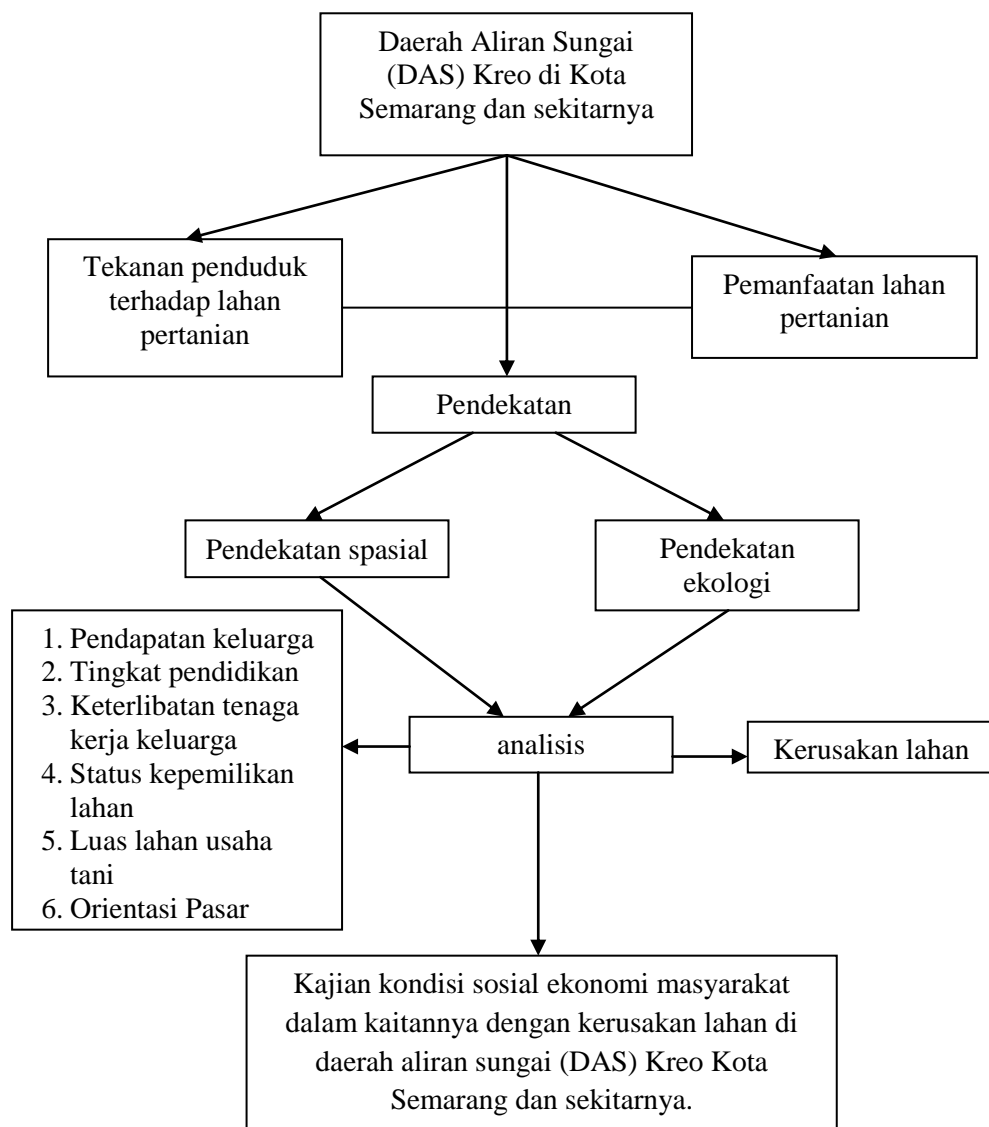 Daerah Aliran Sungai
(DAS) Kreo di Kota
Semarang dan sekitarnya
Tekanan penduduk
terhadap lahan
pertanian
Pemanfaatan lahan
pertanian
Pendekatan
Pendekatan spasial
Pendekatan
ekologi
1. Pendapatan keluarga
2. Tingkat pendidikan
3. Keterlibatan tenaga
kerja keluarga
4. Status kepemilikan
lahan
5. Luas lahan usaha
tani
6. Orientasi Pasar
analisis
Kerusakan lahan
Kajian kondisi sosial ekonomi masyarakat
dalam kaitannya dengan kerusakan lahan di
daerah aliran sungai (DAS) Kreo Kota
Semarang dan sekitarnya.